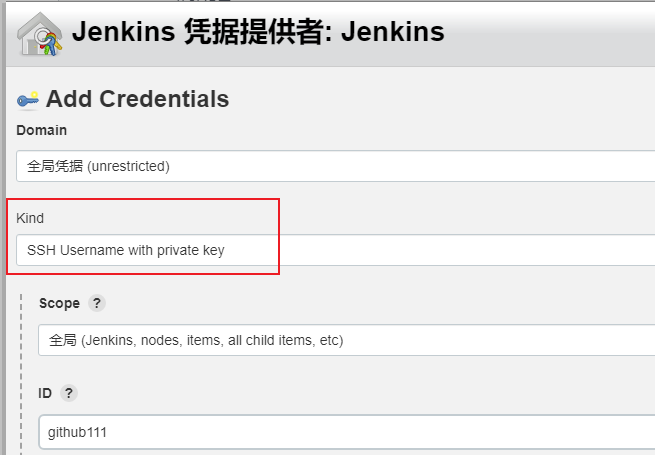 Jenkins 凭据提供者: Jenkins
Add Credentials
Domain
全局凭据 (unrestricted)
Kind
SSH Username with private key
Scope ?
全局 (Jenkins, nodes, items, all child items, etc)
ID ?
github111